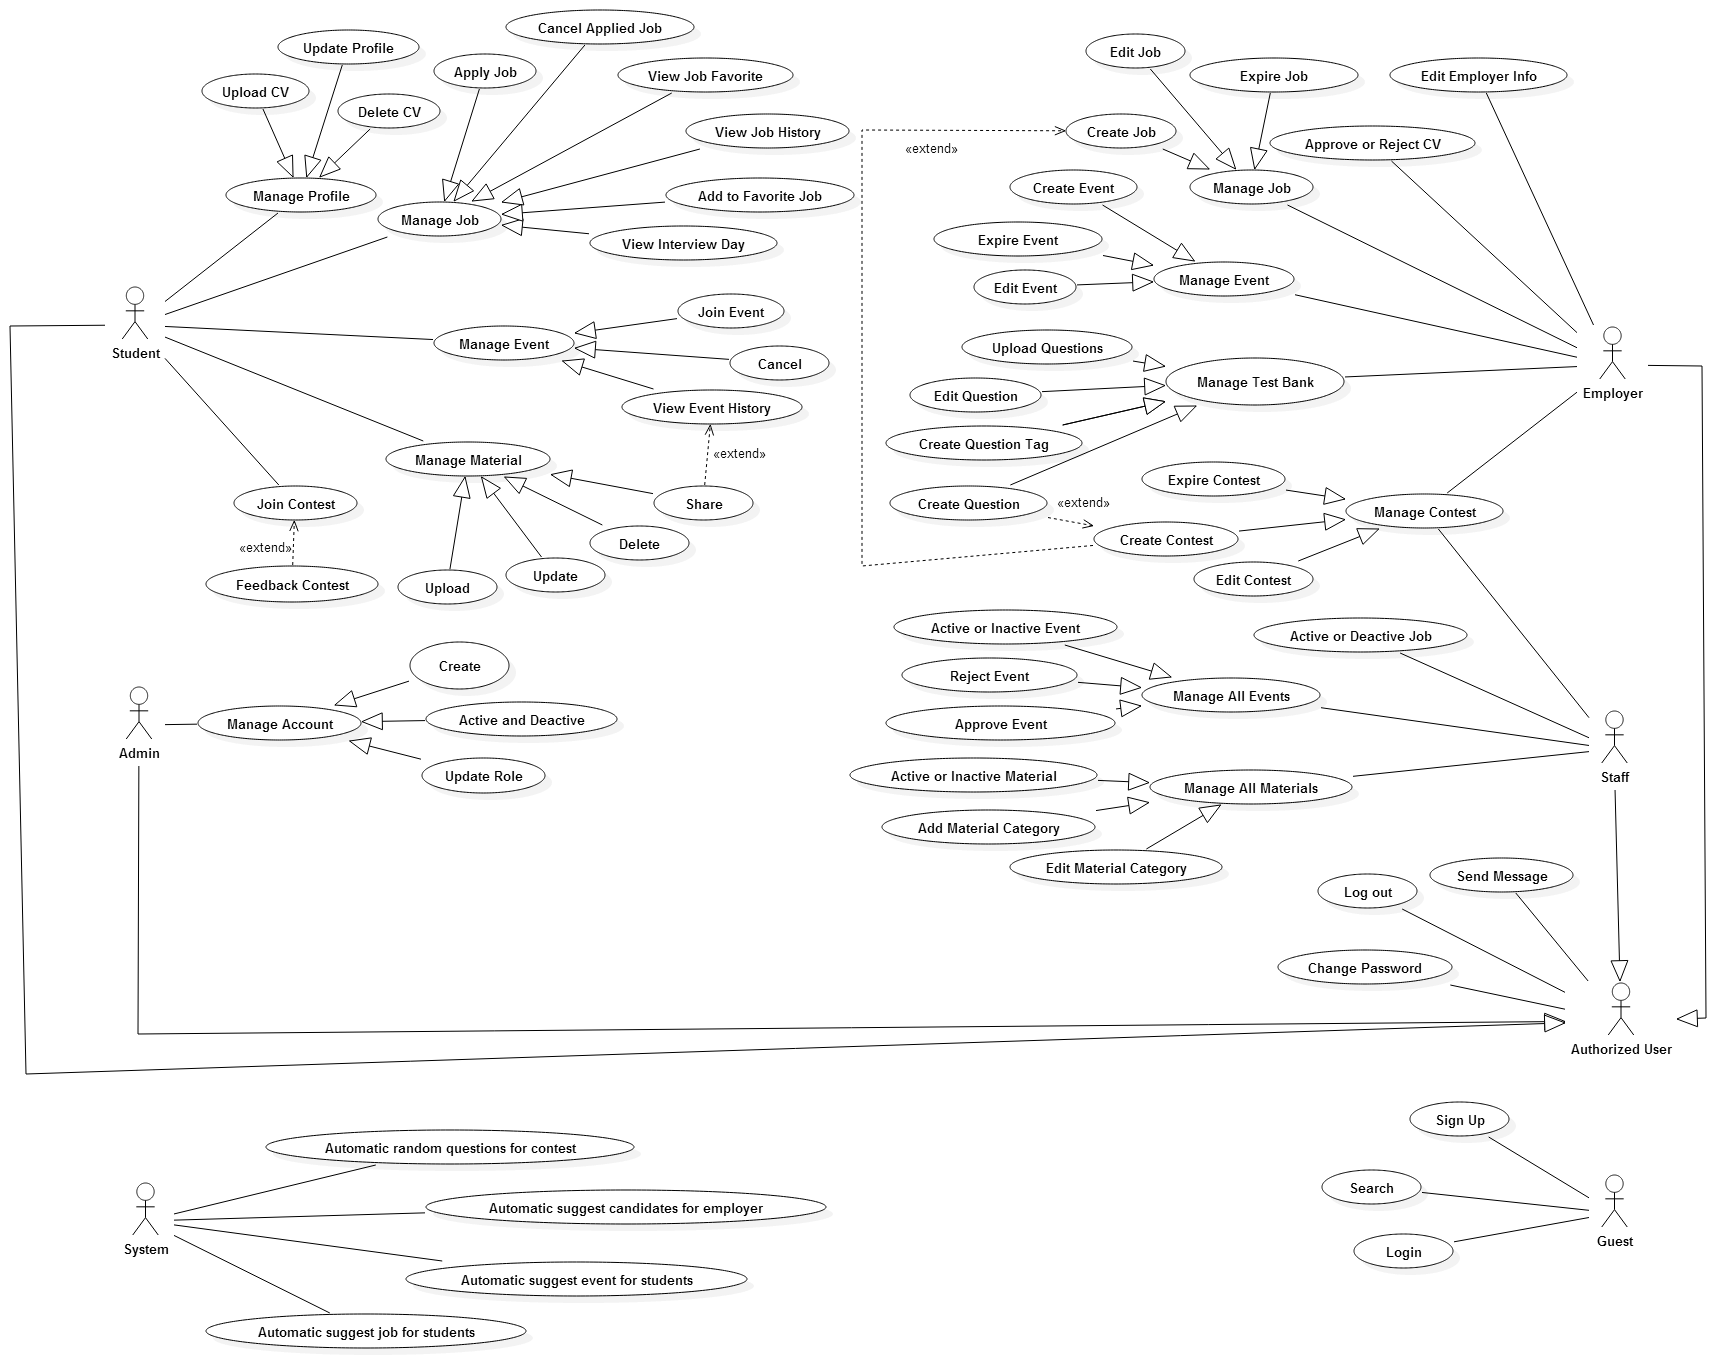 Cancel Applied Job
Update Profile
Apply Job
View Job Favorite
Upload CV
Delete CV
View Job History
Manage Profile
Add to Favorite Job
Manage Job
View Interview Day
Student
Join Event
Manage Event
Cancel
View Event History
«extend»
Manage Material
Join Contest
Share
«extend»
Delete
Update
Feedback Contest
Upload
Edit Job
Expire Job
Edit Employer Info
Create Job
«extend»
Approve or Reject CV
Create Event
Manage Job
Expire Event
Edit Event
Manage Event
Upload Questions
Manage Test Bank
Employer
Edit Question
Create Question Tag
Expire Contest
Create Question
«extend»
Manage Contest
Create Contest
Edit Contest
Active or Inactive Event
Active or Deactive Job
Reject Event
Manage All Events
Approve Event
Staff
Active or Inactive Material
Manage All Materials
Add Material Category
Edit Material Category
Create
Manage Account
Active and Deactive
Admin
Update Role
Send Message
Log out
Change Password
Authorized User
Automatic random questions for contest
Automatic suggest candidates for employer
System
Automatic suggest event for students
Automatic suggest job for students
Sign Up
Search
Guest
Login